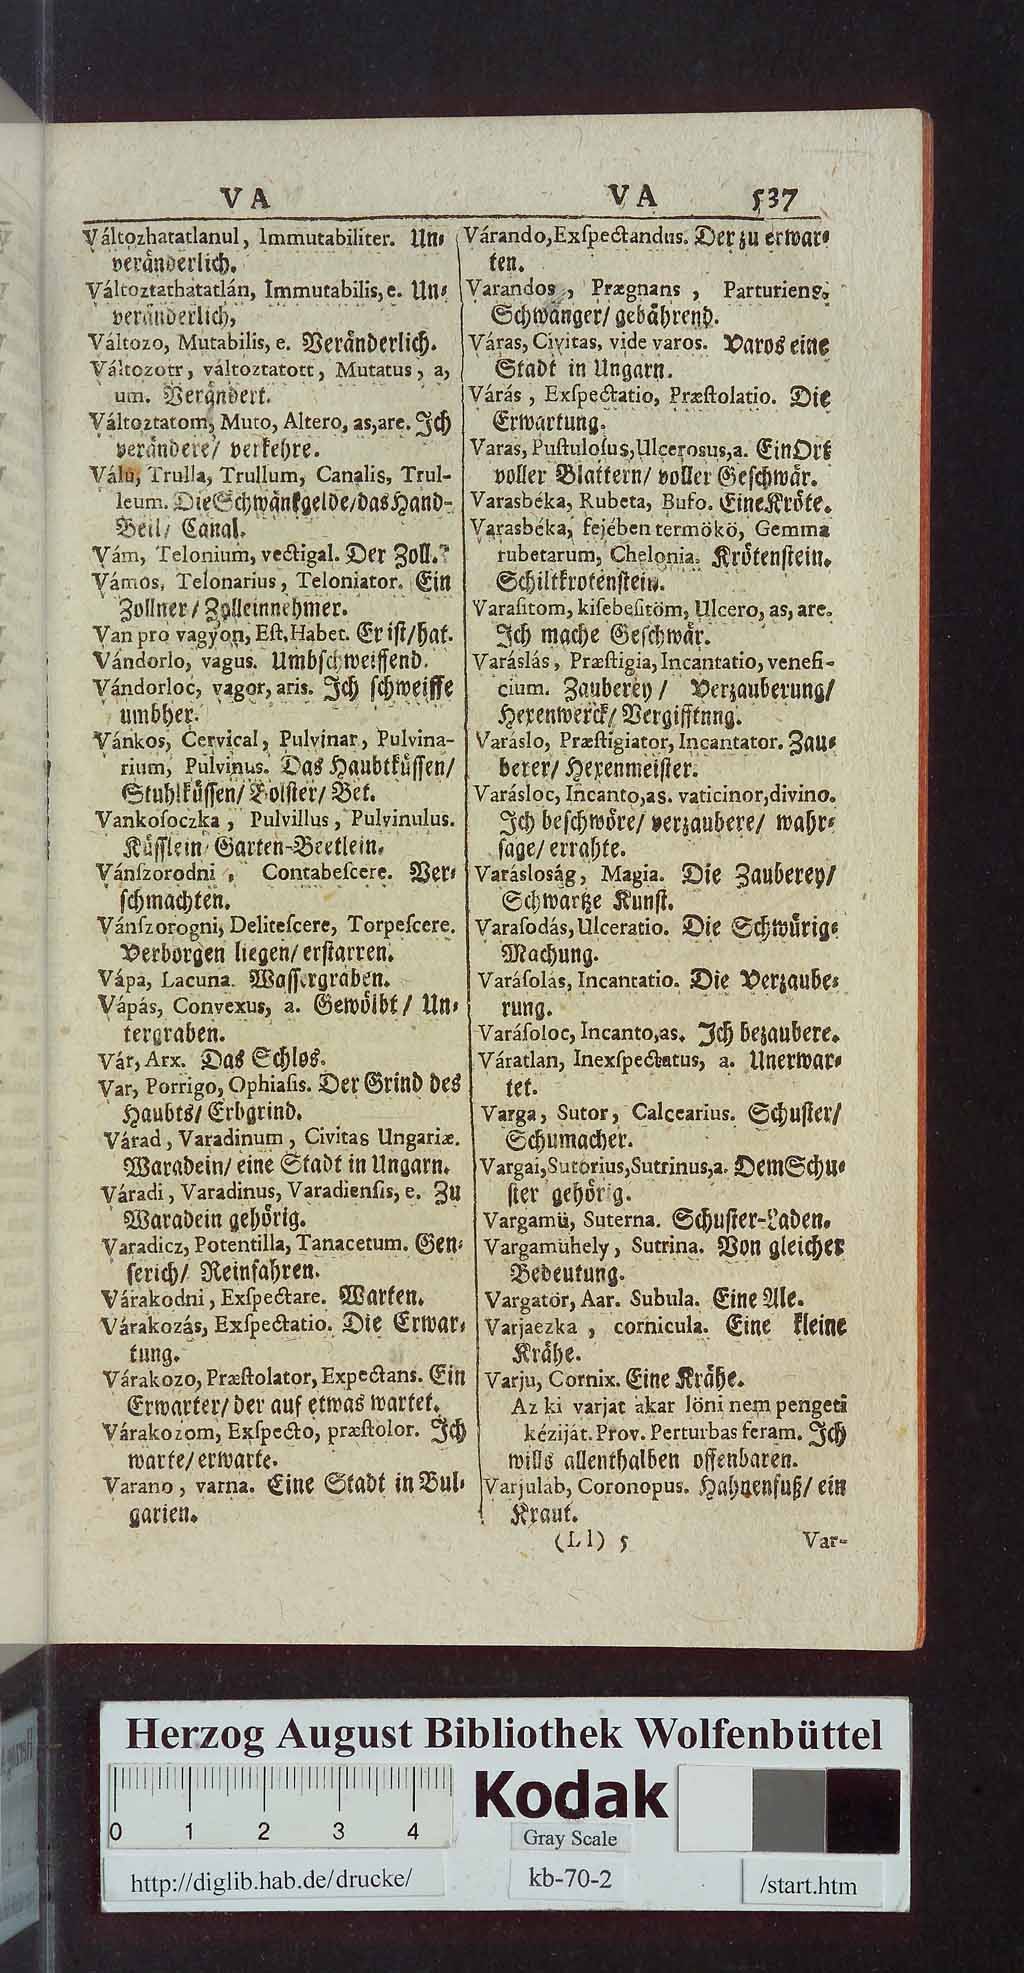 VA
Változhatatlanul, Immutabiliter. Un⸗
veränderlich.
Változtathatatlán, Immutabilis, e. Un⸗
veränderlich,
Változo, Mutabilis, e. Veränderlich.
Változott, változtatott, Mutatus, a,
um. Verändert.
Változtatom, Muto, Altero, as, are. Ich
verändere/ verkehre.
Válu, Trulla, Trullum, Canalis, Trul-
leum. Die Schwänkgelde/das Hand-
Beil/ Canal.
Vám, Telonium, vectigal. Der Zoll.
Vámos, Telonarius, Teloniator. Ein
Zollner/ Zolleinnehmer.
Van pro vagyon, Est, Habet. Er ist/hat.
Vándorlo, vagus. Umbschweiffend.
Vándorloc, vagor, aris. Ich schweiffe
umbher.
Vánkos, Cervical, Pulvinar, Pulvina-
rium, Pulvinus. Das Haubtküssen/
Stuhlküssen/ Polster/ Bet.
Vankosoczka, Pulvillus, Pulvinulus.
Küsslein/ Garten-Beetlein.
Vánszorodni, Contabescere. Ver⸗
schmachten.
Vánszorogni, Delitescere, Torpescere.
Verborgen liegen/ erstarren.
Vápa, Lacuna. Wassergraben.
Vápás, Convexus, a. Gewölbt/ Un⸗
tergraben.
Vár, Arx. Das Schlos.
Var, Porrigo, Ophiasis. Der Grind des
Haubts/ Erbgrind.
Várad, Varadinum, Civitas Ungariæ.
Waradein/ eine Stadt in Ungarn.
Váradi, Varadinus, Varadiensis, e. Zu
Waradein gehörig.
Varadicz, Potentilla, Tanacetum. Gen⸗
serich/ Reinfahren.
Várakodni, Exspectare. Warten.
Várakozás, Exspectatio. Die Erwar⸗
tung.
Várakozo, Præstolator, Expectans. Ein
Erwarter/ der auf etwas wartet.
Várakozom, Exspecto, præstolor. Ich
warte/ erwarte.
Varano, varna. Eine Stadt in Bul⸗
garien.
VA 537
Várando, Exspectandus. Der zu erwar⸗
ten.
Varandos, Prægnans, Parturiens.
Schwanger/ gebährend.
Váras, Civitas, vide varos. Varos eine
Stadt in Ungarn.
Várás, Exspectatio, Præstolatio. Die
Erwartung.
Varas, Pustulosus, Ulcerosus, a. Ein Ort
voller Blattern/ voller Geschwär.
Varasbéka, Rubeta, Bufo. Eine Kröte.
Varasbéka, fejében termökö, Gemma
rubetarum, Chelonia. Krötenstein.
Schiltkrotenstein.
Varasitom, kisebesitöm, Ulcero, as, are.
Ich mache Geschwär.
Varáslás, Præstigia, Incantatio, venefi-
cium. Zauberey/ Verzauberung/
Hexenwerck/ Vergifftnng.
Varáslo, Præstigiator, Incantator. Zau⸗
berer/ Hexenmeister.
Varásloc, Incanto, as. vaticinor, divino.
Ich beschwöre/ verzaubere/ wahr⸗
sage/ errahte.
Varásloság, Magia. Die Zauberey/
Schwartze Kunst.
Varasodás, Ulceratio. Die Schwürig⸗
Machung.
Varásolás, Incantatio. Die Verzaube⸗
rung.
Varásoloc, Incanto, as. Ich bezaubere.
Váratlan, Inexspectatus, a. Unerwar⸗
tet.
Varga, Sutor, Calcearius. Schuster/
Schumacher.
Vargai, Sutorius, Sutrinus, a. Dem Schu⸗
ster gehörig.
Vargamü, Suterna. Schuster-Laden.
Vargamühely, Sutrina. Von gleicher
Bedeutung.
Vargatör, Aar. Subula. Eine Ale.
Varjaezka, cornicula. Eine kleine
Krähe.
Varju, Cornix. Eine Krähe.
Az ki varjat akar löni nem pengeti
kéziját. Prov. Perturbas feram. Ich
wills allenthalben offenbaren.
Varjuláb, Coronopus. Hahnenfuß/ ein
Kraut.
(Ll) 5 Var-
Herzog August Bibliothek Wolfenbüttel
Kodak
0 1 2 3 4
Gray Scale
http://diglib.hab.de/drucke/
kb-70-2
/start.htm